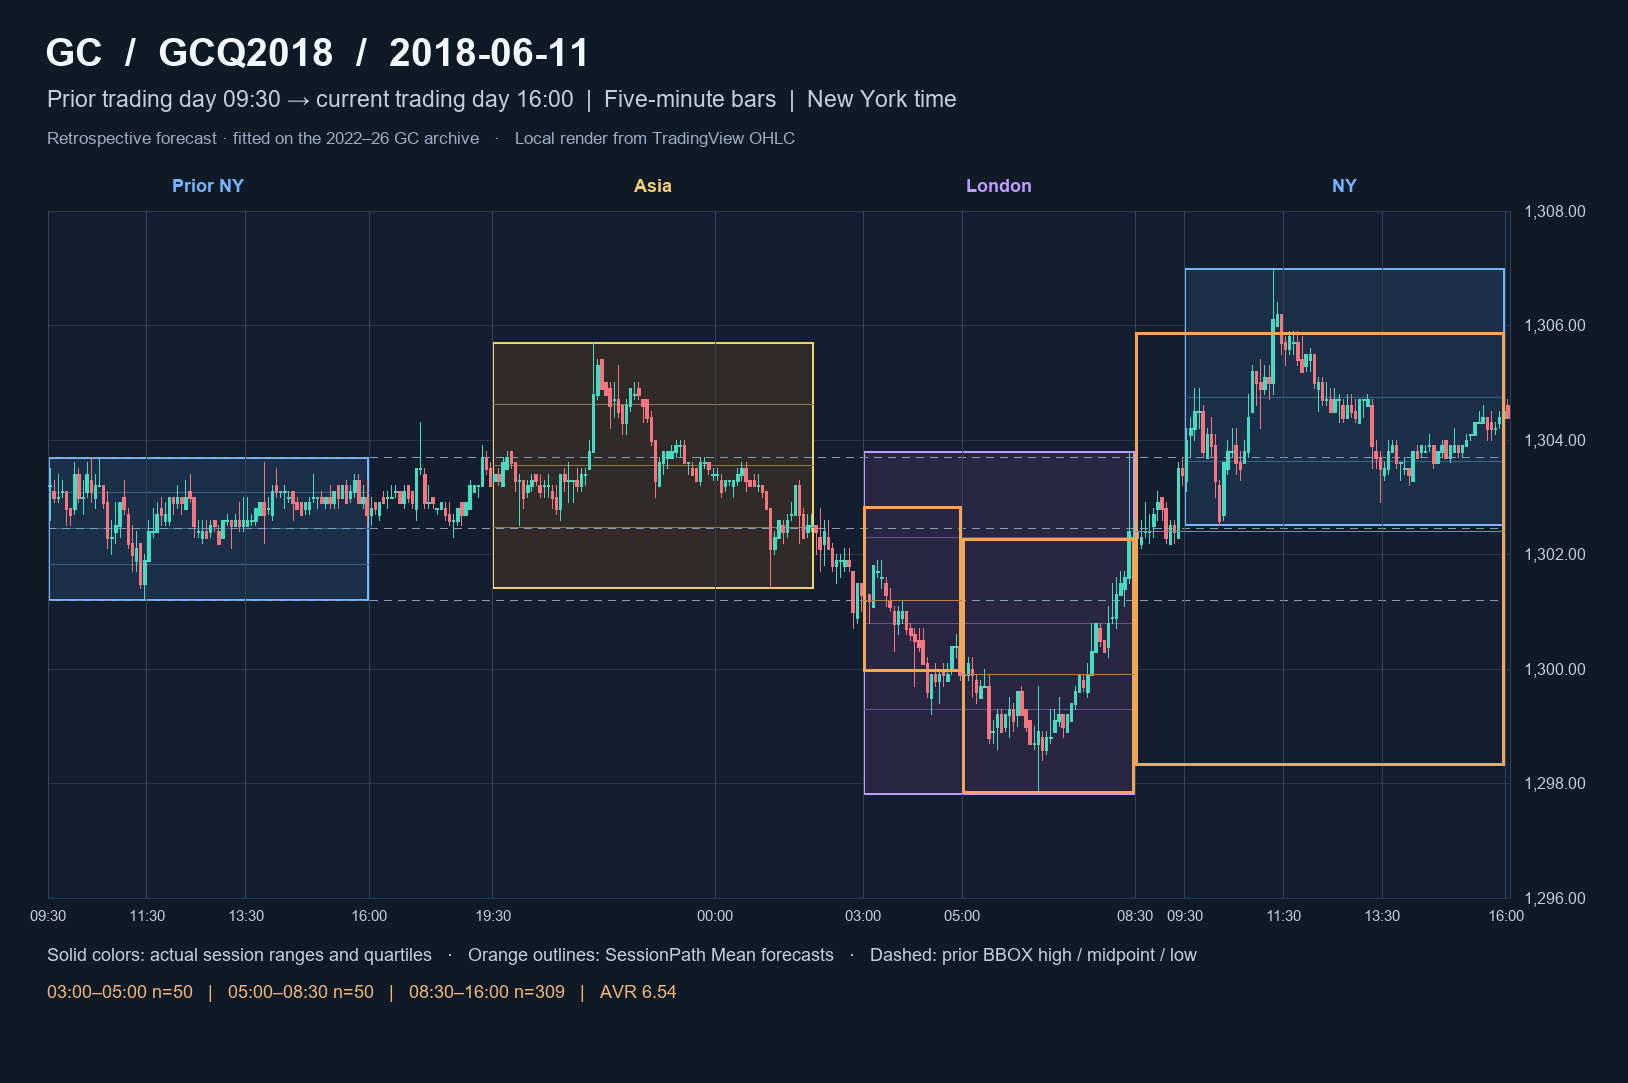 GC / GCQ2018 / 2018-06-11
Prior trading day 09:30 → current trading day 16:00 | Five-minute bars | New York time
Retrospective forecast · fitted on the 2022–26 GC archive · Local render from TradingView OHLC
Prior NY Asia London NY
1,308.00
1,306.00
1,304.00
1,302.00
1,300.00
1,298.00
1,296.00
09:30 11:30 13:30 16:00 19:30 00:00 03:00 05:00 08:30 09:30 11:30 13:30 16:00
Solid colors: actual session ranges and quartiles · Orange outlines: SessionPath Mean forecasts · Dashed: prior BBOX high / midpoint / low
03:00–05:00 n=50 | 05:00–08:30 n=50 | 08:30–16:00 n=309 | AVR 6.54